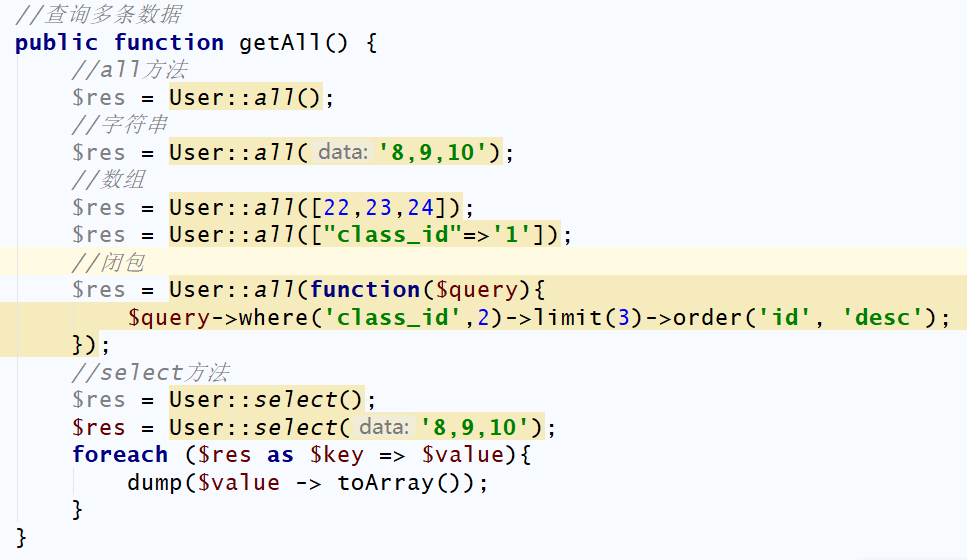 //查询多条数据
public function getAll() {
//all方法
$res = User::all();
//字符串
$res = User::all( data: '8,9,10');
//数组
$res = User::all([22,23,24]);
$res = User::all(["class_id"=>'1']);
//闭包
$res = User::all(function($query){
$query->where('class_id',2)->limit(3)->order('id', 'desc');
});
//select方法
$res = User::select();
$res = User::select( data: '8,9,10');
foreach ($res as $key => $value){
dump($value -> toArray());
}
}